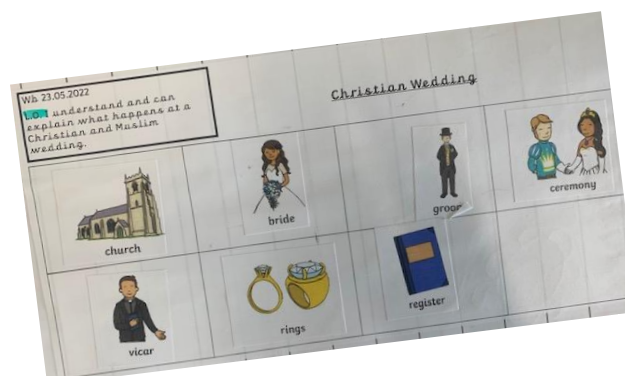 Wb 23.05.2022
L.O. I understand and can
explain what happens at a
Christian and Muslim
wedding.
Christian Wedding
church
bride
groom
ceremony
vicar
rings
register